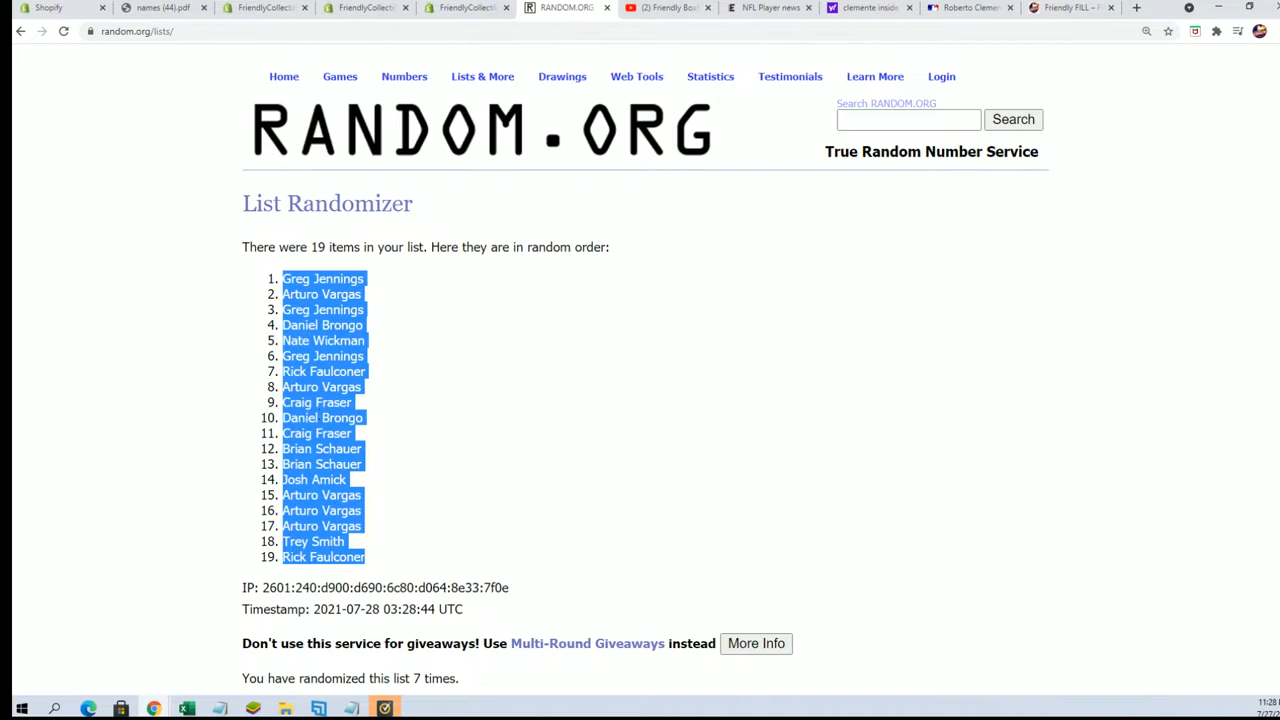 Shopify
names (44).pdf
FriendlyCollecti
FriendlyCollecti
FriendlyCollecti
RANDOM.ORG
(2) Friendly Box
NFL Player news
clemente inside
Roberto Clemen
Friendly FILL – F
random.org/lists/
Home Games Numbers Lists & More Drawings Web Tools Statistics Testimonials Learn More Login
RANDOM.ORG
Search RANDOM.ORG
Search
True Random Number Service
List Randomizer
There were 19 items in your list. Here they are in random order:
1. Greg Jennings
2. Arturo Vargas
3. Greg Jennings
4. Daniel Brongo
5. Nate Wickman
6. Greg Jennings
7. Rick Faulconer
8. Arturo Vargas
9. Craig Fraser
10. Daniel Brongo
11. Craig Fraser
12. Brian Schauer
13. Brian Schauer
14. Josh Amick
15. Arturo Vargas
16. Arturo Vargas
17. Arturo Vargas
18. Trey Smith
19. Rick Faulconer
IP: 2601:240:d900:d690:6c80:d064:8e33:7f0e
Timestamp: 2021-07-28 03:28:44 UTC
Don't use this service for giveaways! Use Multi-Round Giveaways instead More Info
You have randomized this list 7 times.
11:28
7/27/